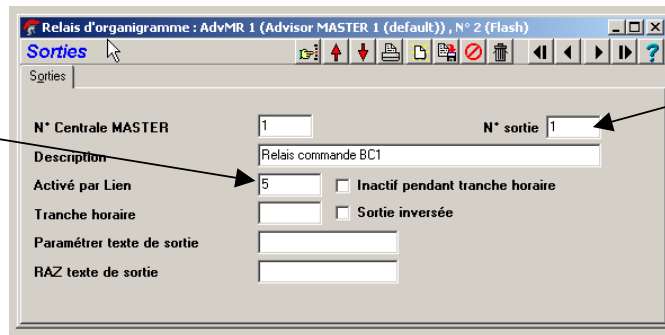 Relais d'organigramme : AdvMR 1 (Advisor MASTER 1 (default)) , N° 2 (Flash)
Sorties
Sorties
N° Centrale MASTER 1 N° sortie 1
Description Relais commande BC1
Activé par Lien 5 Inactif pendant tranche horaire
Tranche horaire Sortie inversée
Paramétrer texte de sortie
RAZ texte de sortie